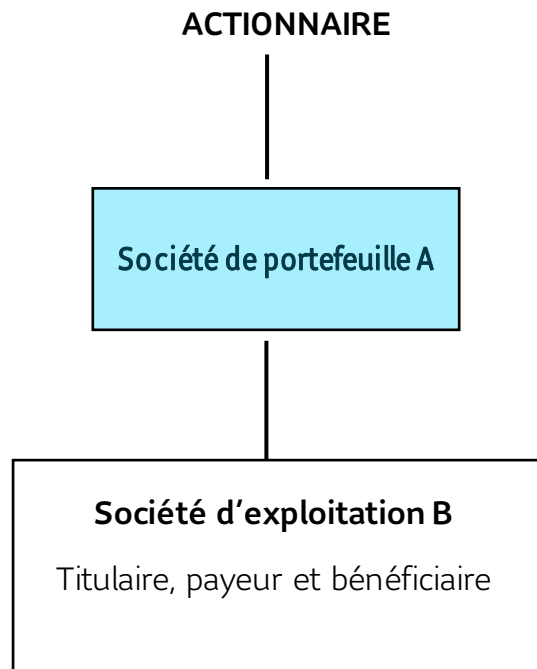 ACTIONNAIRE
Société de portefeuille A
Société d’exploitation B
Titulaire, payeur et bénéficiaire